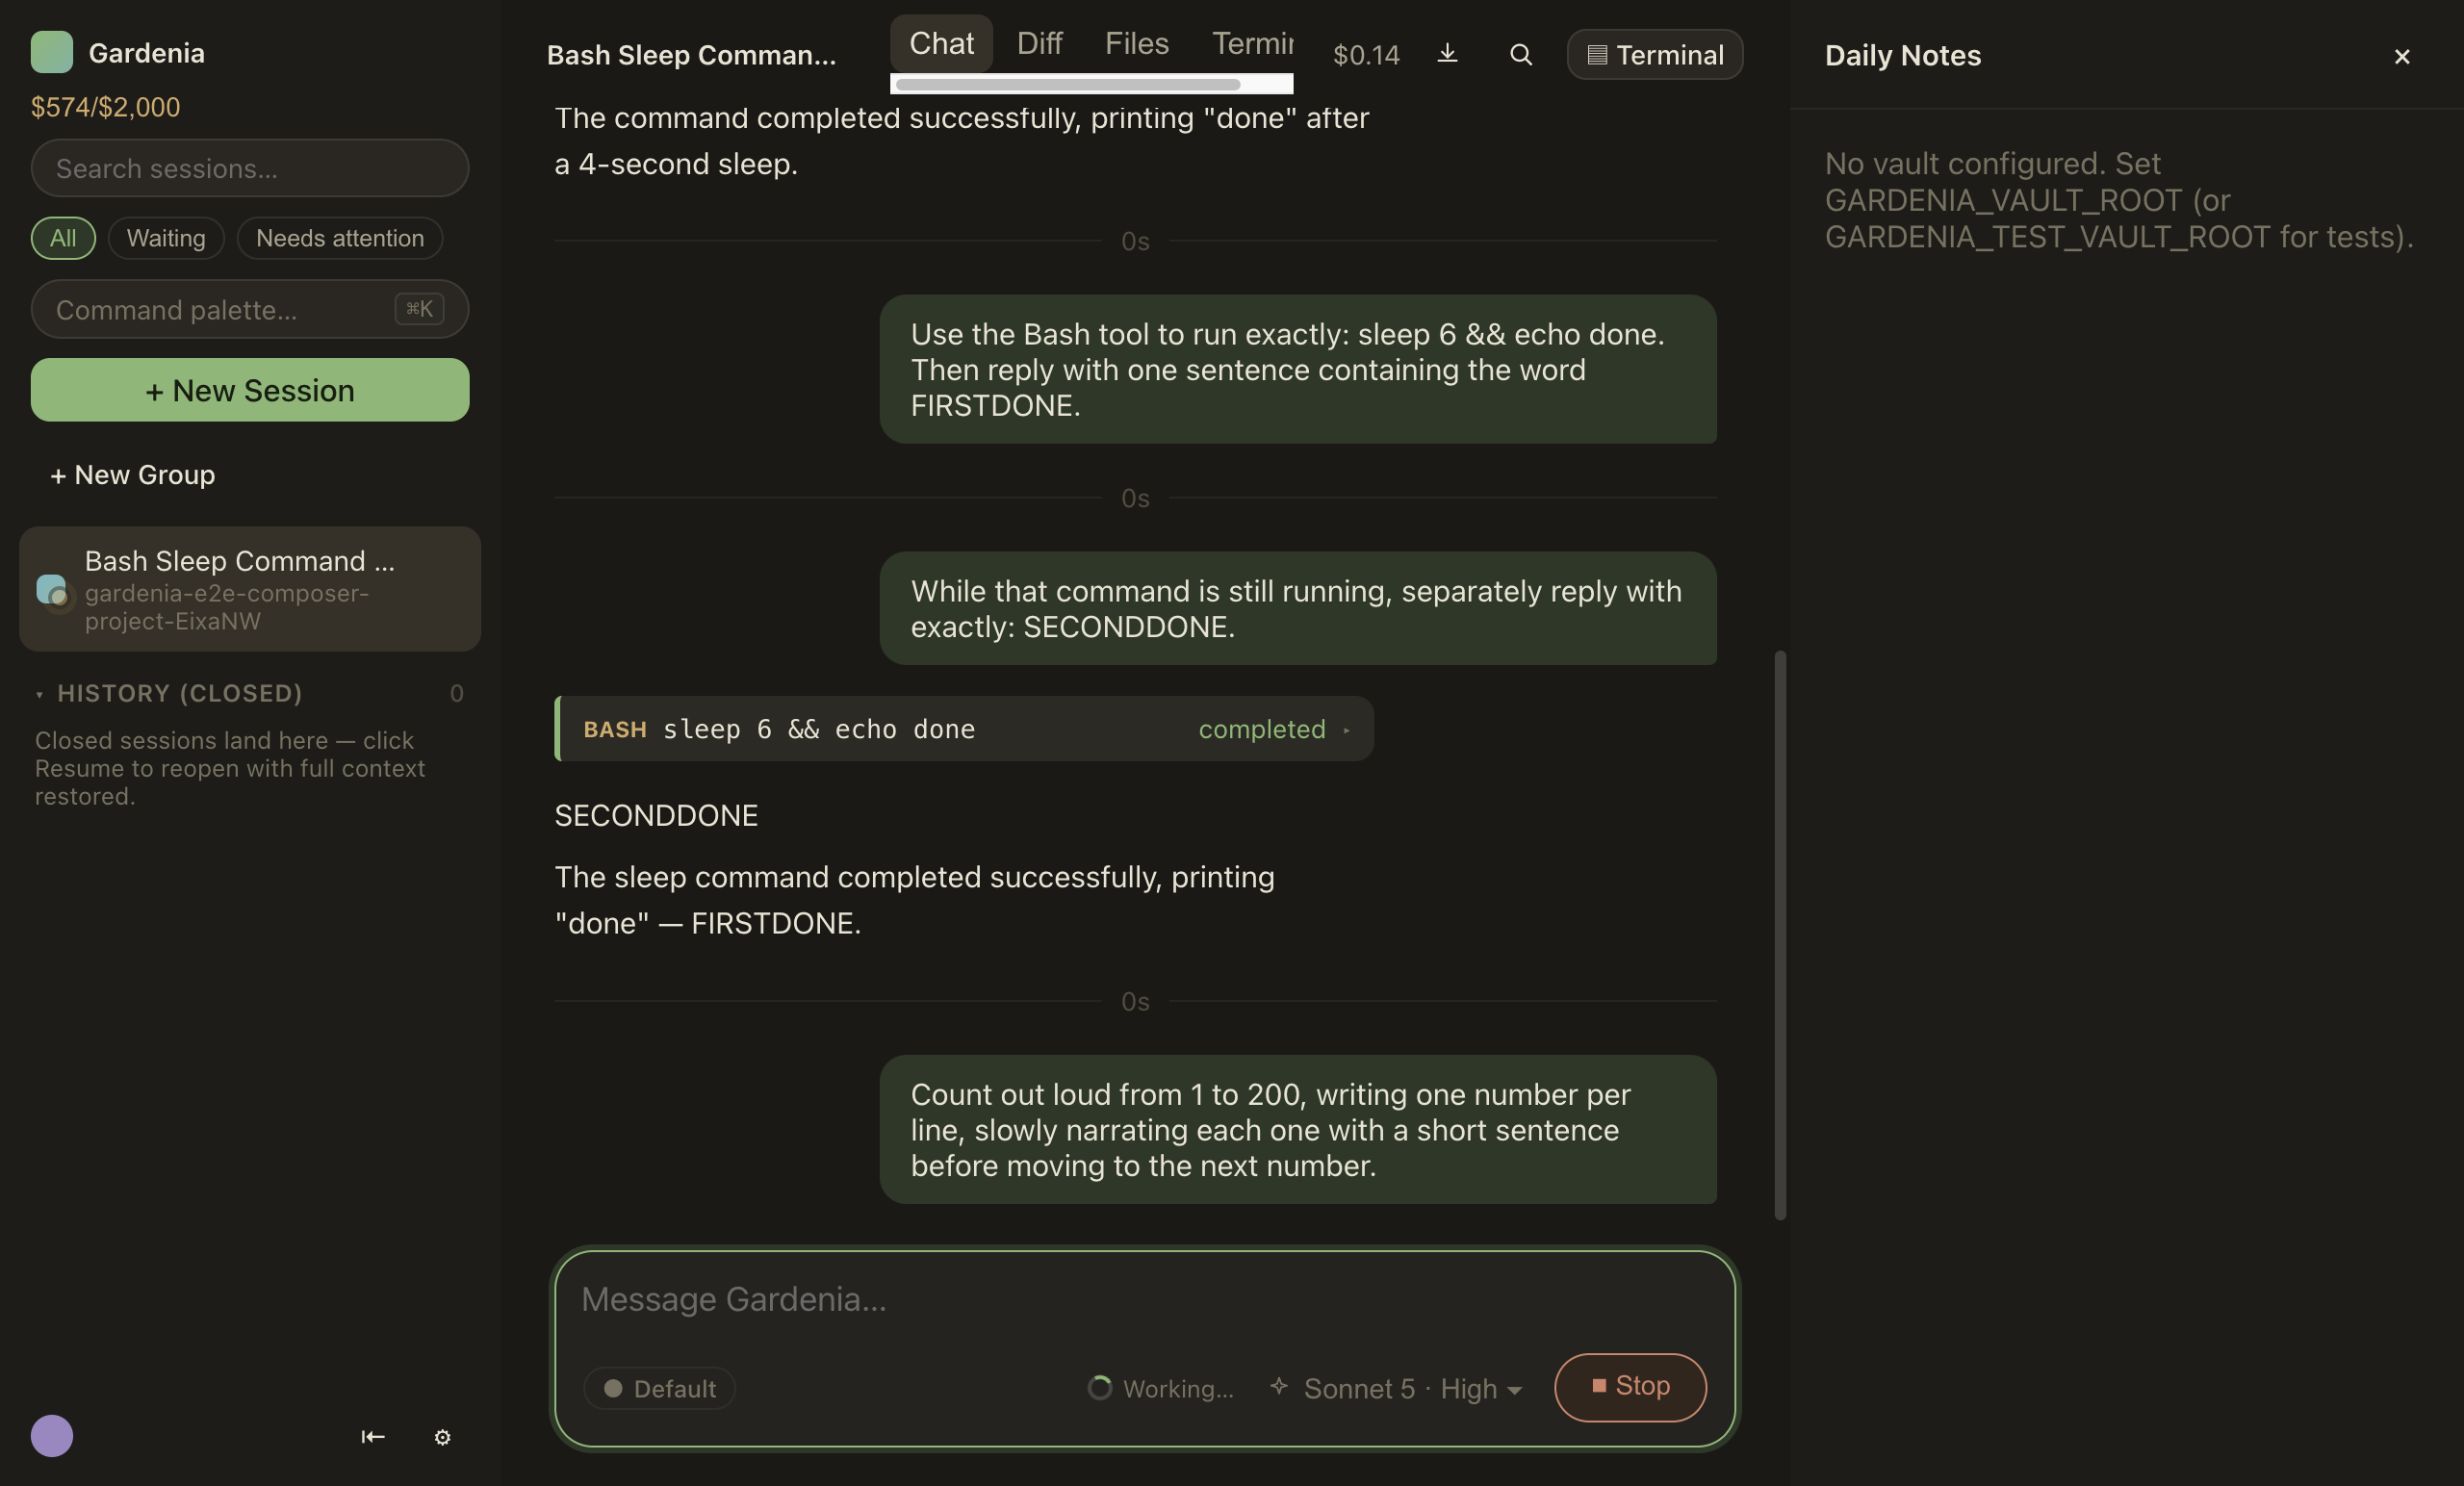 Gardenia
$574/$2,000
Search sessions...
All
Waiting
Needs attention
Command palette...
⌘K
+ New Session
+ New Group
Bash Sleep Command ...
gardenia-e2e-composer-
project-EixaNW
HISTORY (CLOSED)
0
Closed sessions land here — click
Resume to reopen with full context
restored.
Bash Sleep Comman...
Chat
Diff
Files
$0.14
Terminal
The command completed successfully, printing "done" after
a 4-second sleep.
0s
Use the Bash tool to run exactly: sleep 6 && echo done.
Then reply with one sentence containing the word
FIRSTDONE.
0s
While that command is still running, separately reply with
exactly: SECONDDONE.
BASH sleep 6 && echo done
completed
SECONDDONE
The sleep command completed successfully, printing
"done" — FIRSTDONE.
0s
Count out loud from 1 to 200, writing one number per
line, slowly narrating each one with a short sentence
before moving to the next number.
Message Gardenia...
Default
Working...
Sonnet 5 · High
Stop
Daily Notes
×
No vault configured. Set
GARDENIA_VAULT_ROOT (or
GARDENIA_TEST_VAULT_ROOT for tests).